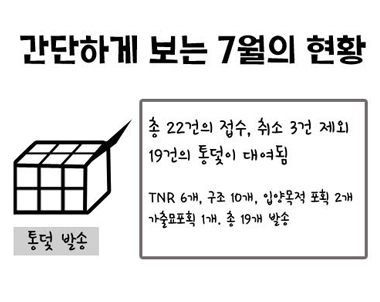 간단하게 보는 7월의 현황
총 22건의 접수, 취소 3건 제외
19건의 통덫이 대여됨
TNR 6개, 구조 10개, 입양목적 포획 2개
가출묘포획 1개. 총 19개 발송
통덫 발송